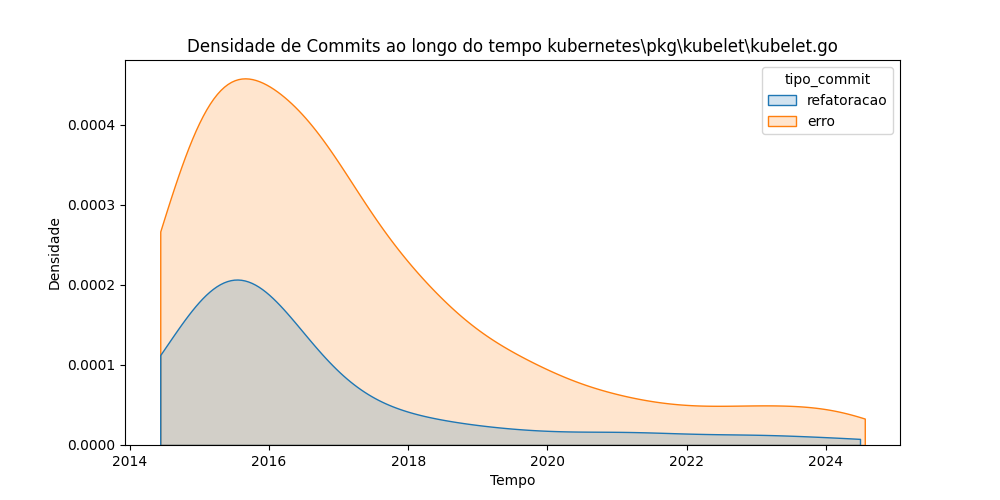 Densidade de Commits ao longo do tempo kubernetes\pkg\kubelet\kubelet.go
tipo_commit
refatoracao
erro
Densidade
0.0004
0.0003
0.0002
0.0001
0.0000
2014 2016 2018 2020 2022 2024
Tempo